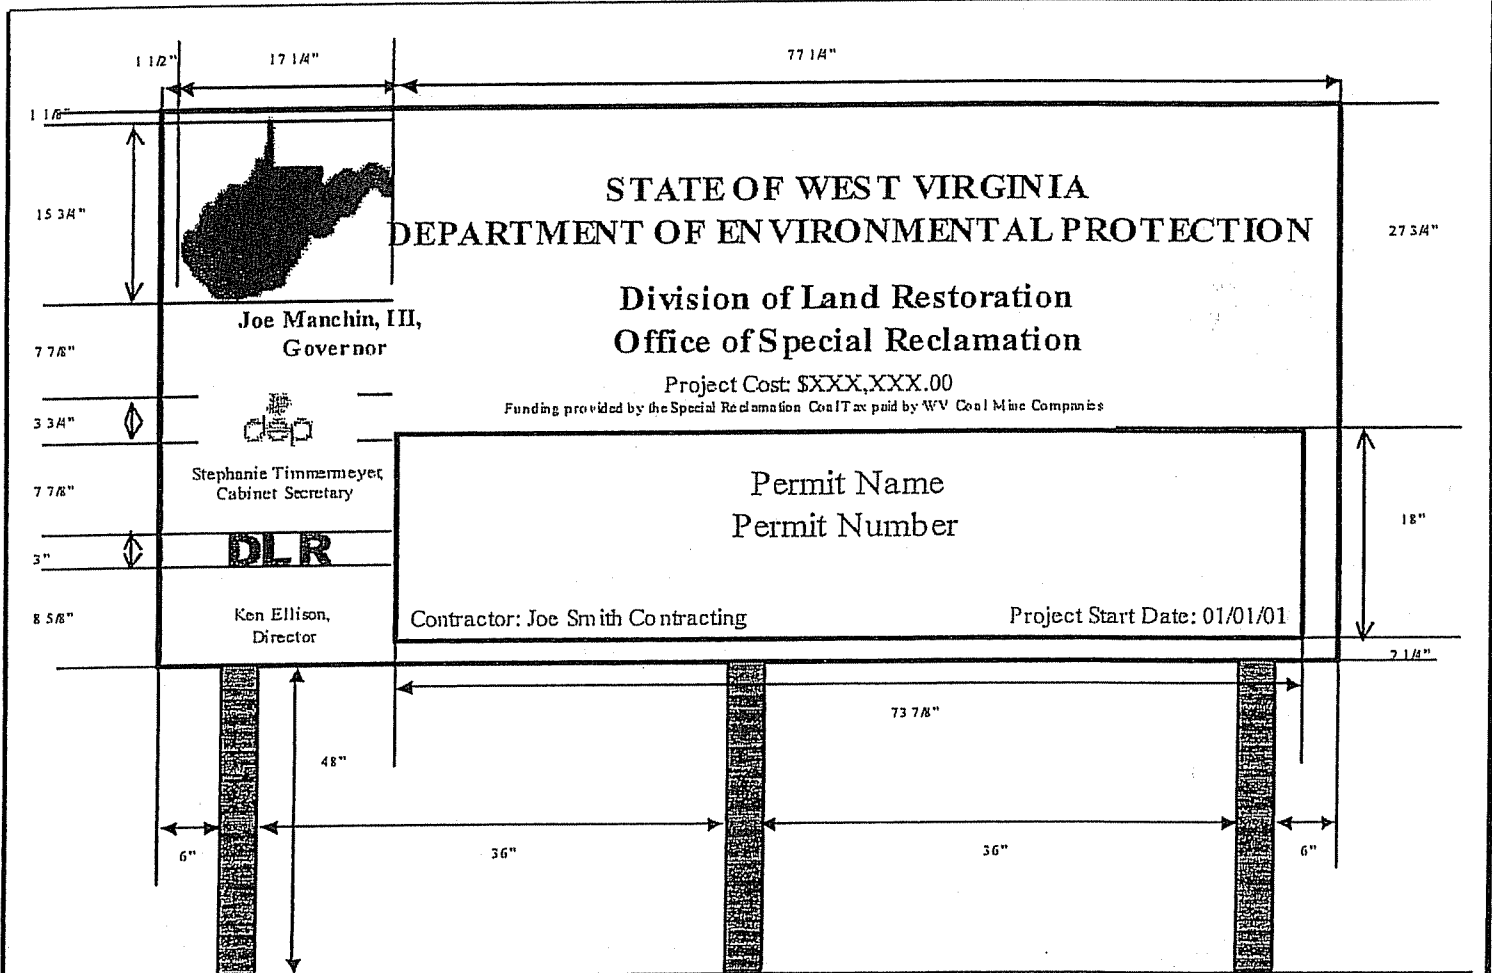 1 1/2"
17 1/4"
77 1/4"
1 1/8"
15 3/4"
STATE OF WEST VIRGINIA
DEPARTMENT OF ENVIRONMENTAL PROTECTION
27 3/4"
Division of Land Restoration
Office of Special Reclamation
Joe Manchin, III,
Governor
7 7/8"
Project Cost: $XXX,XXX.00
Funding provided by the Special Reclamation Coal Tax paid by WV Coal Mine Companies
3 3/4"
dep
Stephanie Timmermeyer,
Cabinet Secretary
7 7/8"
Permit Name
Permit Number
18"
DLR
3"
Ken Ellison,
Director
8 5/8"
Contractor: Joe Smith Contracting
Project Start Date: 01/01/01
2 1/4"
73 7/8"
48"
6"
36"
36"
6"